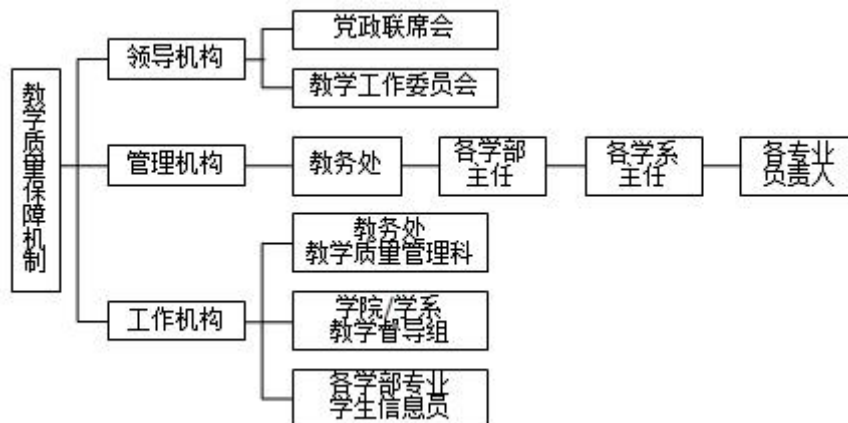 教学质量保障机制
领导机构
党政联席会
教学工作委员会
管理机构
教务处
各学部
主任
各学系
主任
各专业
负责人
工作机构
教务处
教学质量管理科
学院/学系
教学督导组
各学部专业
学生信息员